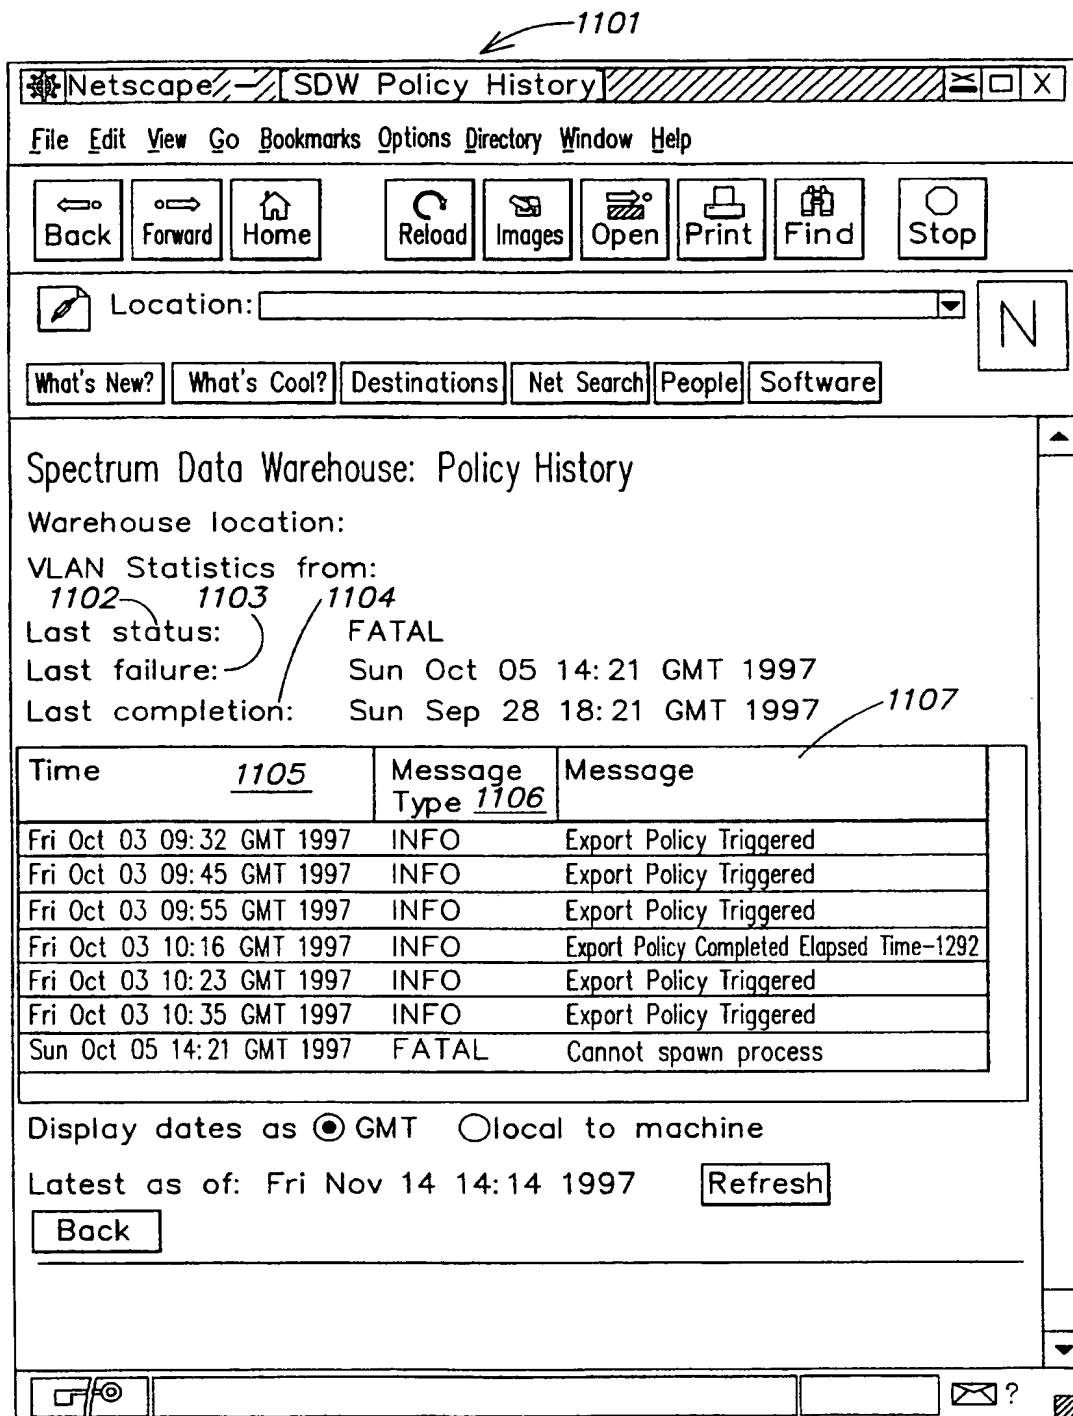 1101
Netscape - [SDW Policy History] X
File Edit View Go Bookmarks Options Directory Window Help
Back Forward Home Reload Images Open Print Find Stop
Location: N
What's New? What's Cool? Destinations Net Search People Software
Spectrum Data Warehouse: Policy History
Warehouse location:
VLAN Statistics from:
1102 1103 1104
Last status: FATAL
Last failure: Sun Oct 05 14:21 GMT 1997
Last completion: Sun Sep 28 18:21 GMT 1997
1107
Time 1105 Message Type 1106 Message
Fri Oct 03 09:32 GMT 1997 INFO Export Policy Triggered
Fri Oct 03 09:45 GMT 1997 INFO Export Policy Triggered
Fri Oct 03 09:55 GMT 1997 INFO Export Policy Triggered
Fri Oct 03 10:16 GMT 1997 INFO Export Policy Completed Elapsed Time-1292
Fri Oct 03 10:23 GMT 1997 INFO Export Policy Triggered
Fri Oct 03 10:35 GMT 1997 INFO Export Policy Triggered
Sun Oct 05 14:21 GMT 1997 FATAL Cannot spawn process
Display dates as GMT local to machine
Latest as of: Fri Nov 14 14:14 1997 Refresh
Back
?